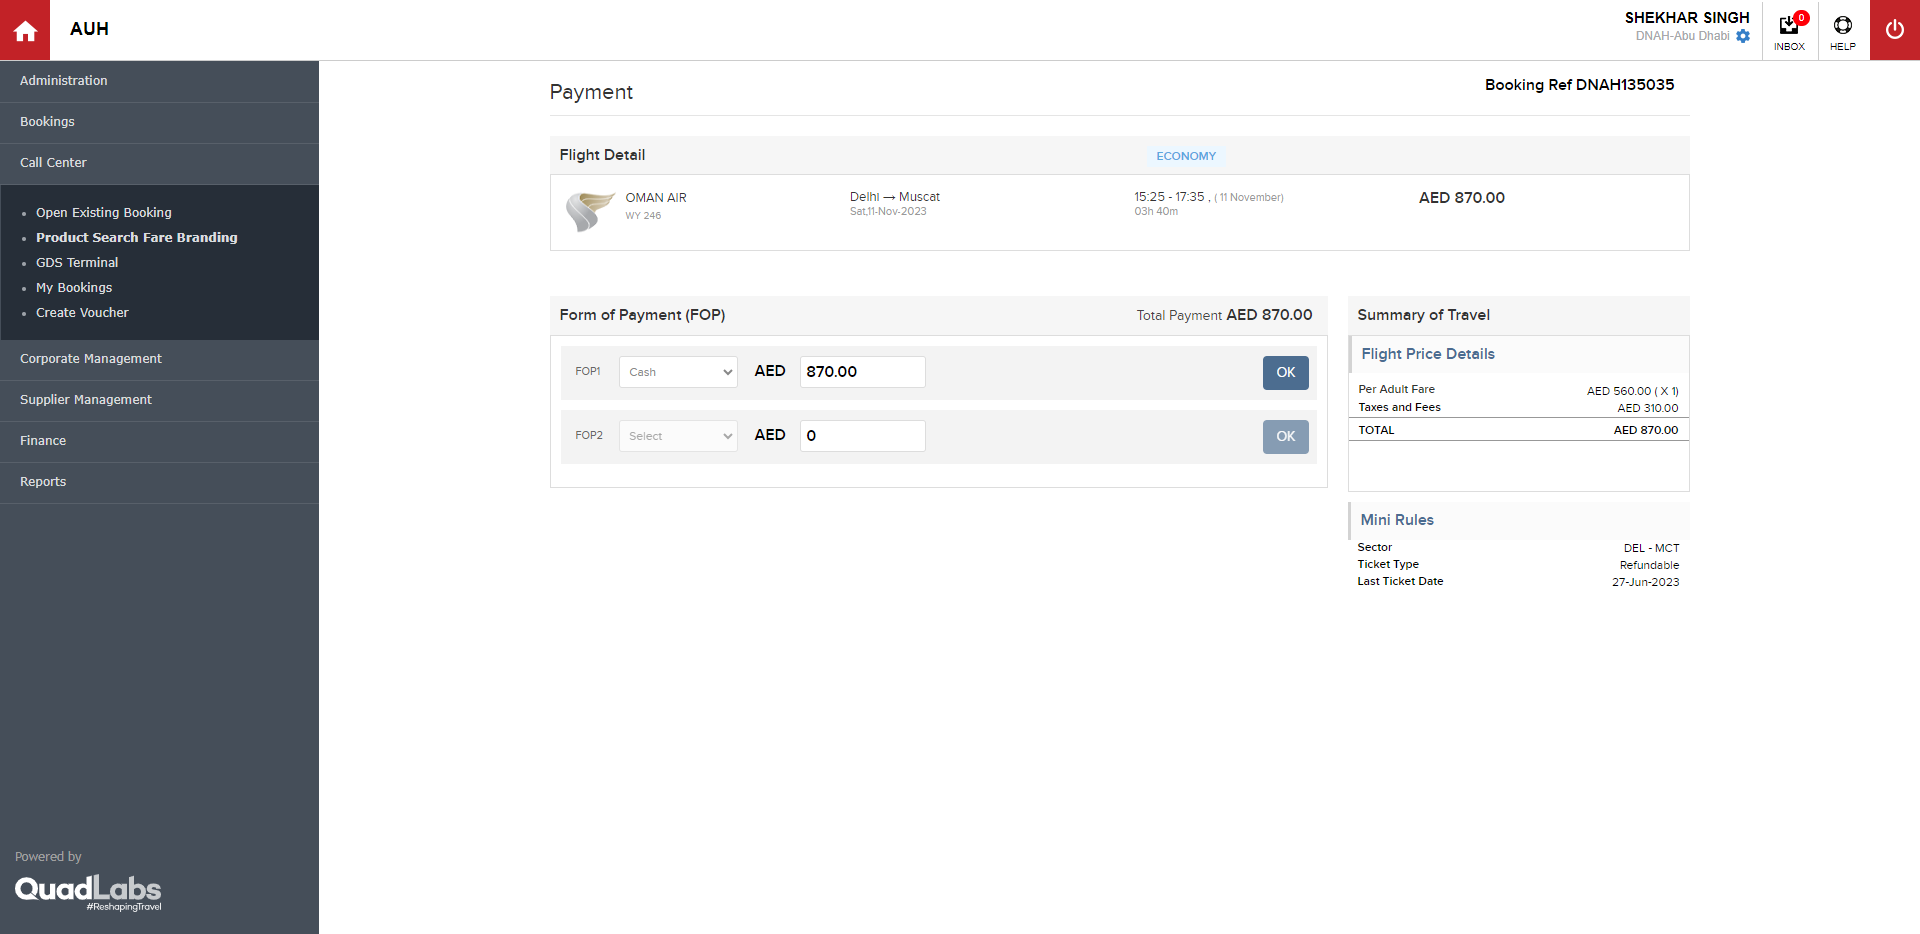 AUH
SHEKHAR SINGH
DNAH-Abu Dhabi
0
INBOX
HELP
Administration
Bookings
Call Center
Open Existing Booking
Product Search Fare Branding
GDS Terminal
My Bookings
Create Voucher
Corporate Management
Supplier Management
Finance
Reports
Powered by
QuadLabs
#ReshapingTravel
Payment
Booking Ref DNAH135035
Flight Detail
ECONOMY
OMAN AIR
WY 246
Delhi → Muscat
Sat,11-Nov-2023
15:25 - 17:35 , ( 11 November)
03h 40m
AED 870.00
Form of Payment (FOP)
Total Payment AED 870.00
FOP1 Cash AED 870.00 OK
FOP2 Select AED 0 OK
Summary of Travel
Flight Price Details
Per Adult Fare AED 560.00 ( X 1)
Taxes and Fees AED 310.00
TOTAL AED 870.00
Mini Rules
Sector DEL - MCT
Ticket Type Refundable
Last Ticket Date 27-Jun-2023